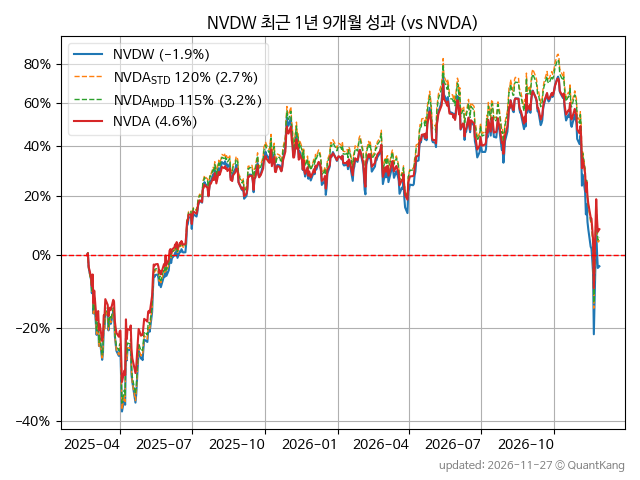 NVDW 최근 1년 9개월 성과 (vs NVDA)
NVDW (−1.9%)
NVDA_STD 120% (2.7%)
NVDA_MDD 115% (3.2%)
NVDA (4.6%)
80%
60%
40%
20%
0%
−20%
−40%
2025−04 2025−07 2025−10 2026−01 2026−04 2026−07 2026−10
updated: 2026−11−27 © QuantKang